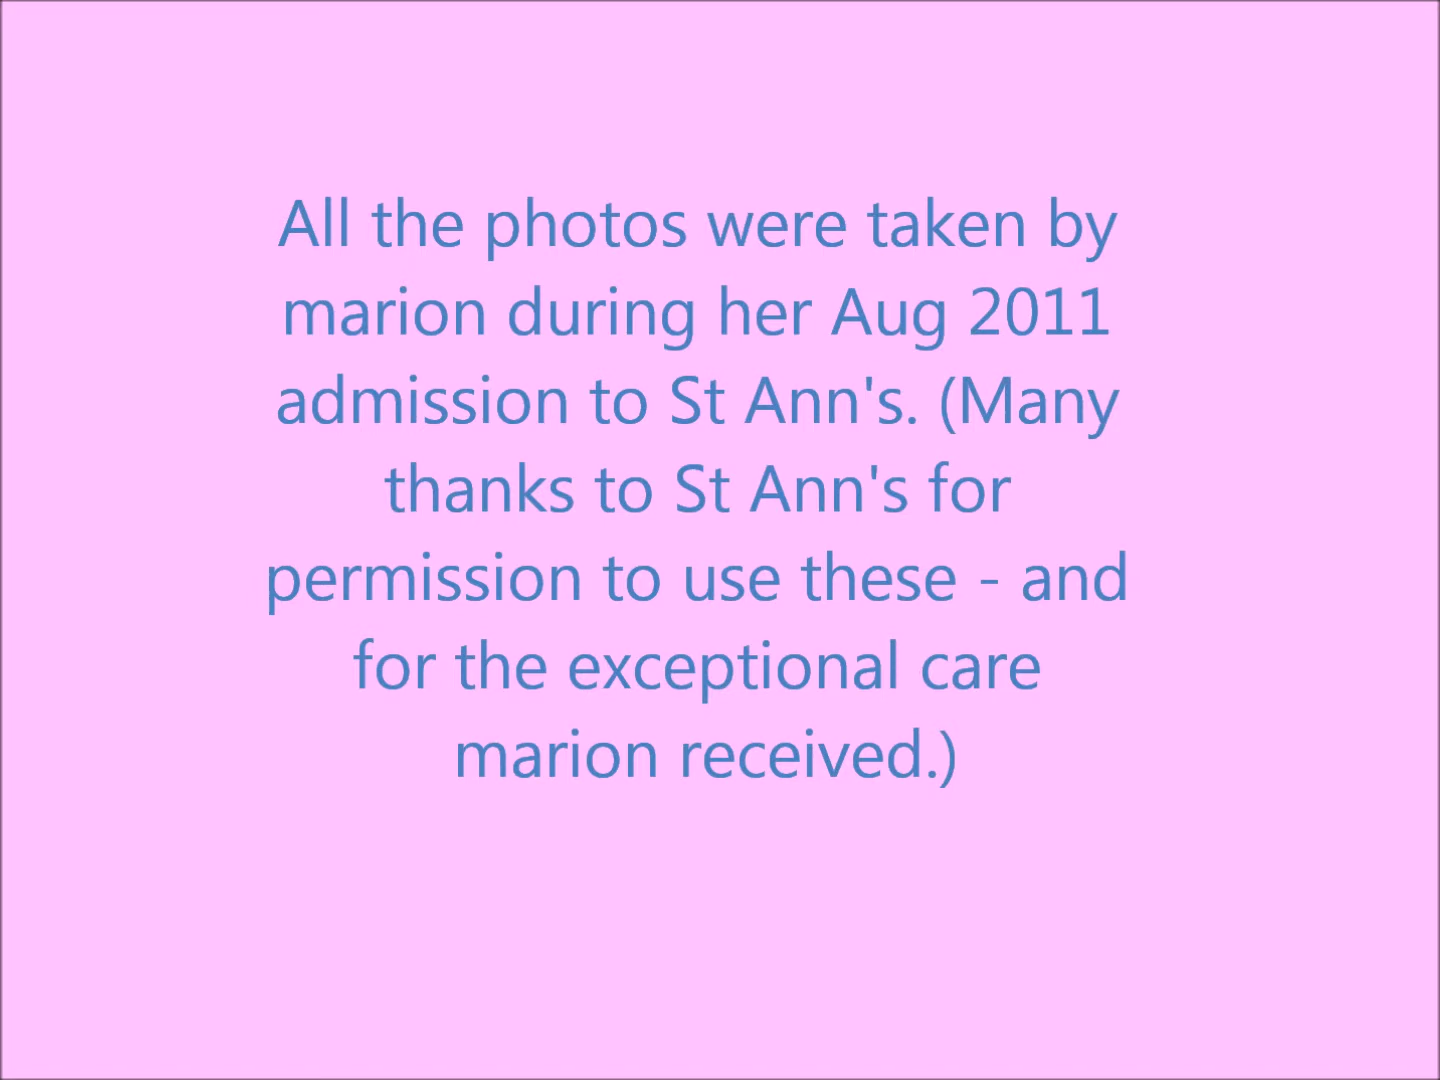 All the photos were taken by
marion during her Aug 2011
admission to St Ann's. (Many
thanks to St Ann's for
permission to use these - and
for the exceptional care
marion received.)